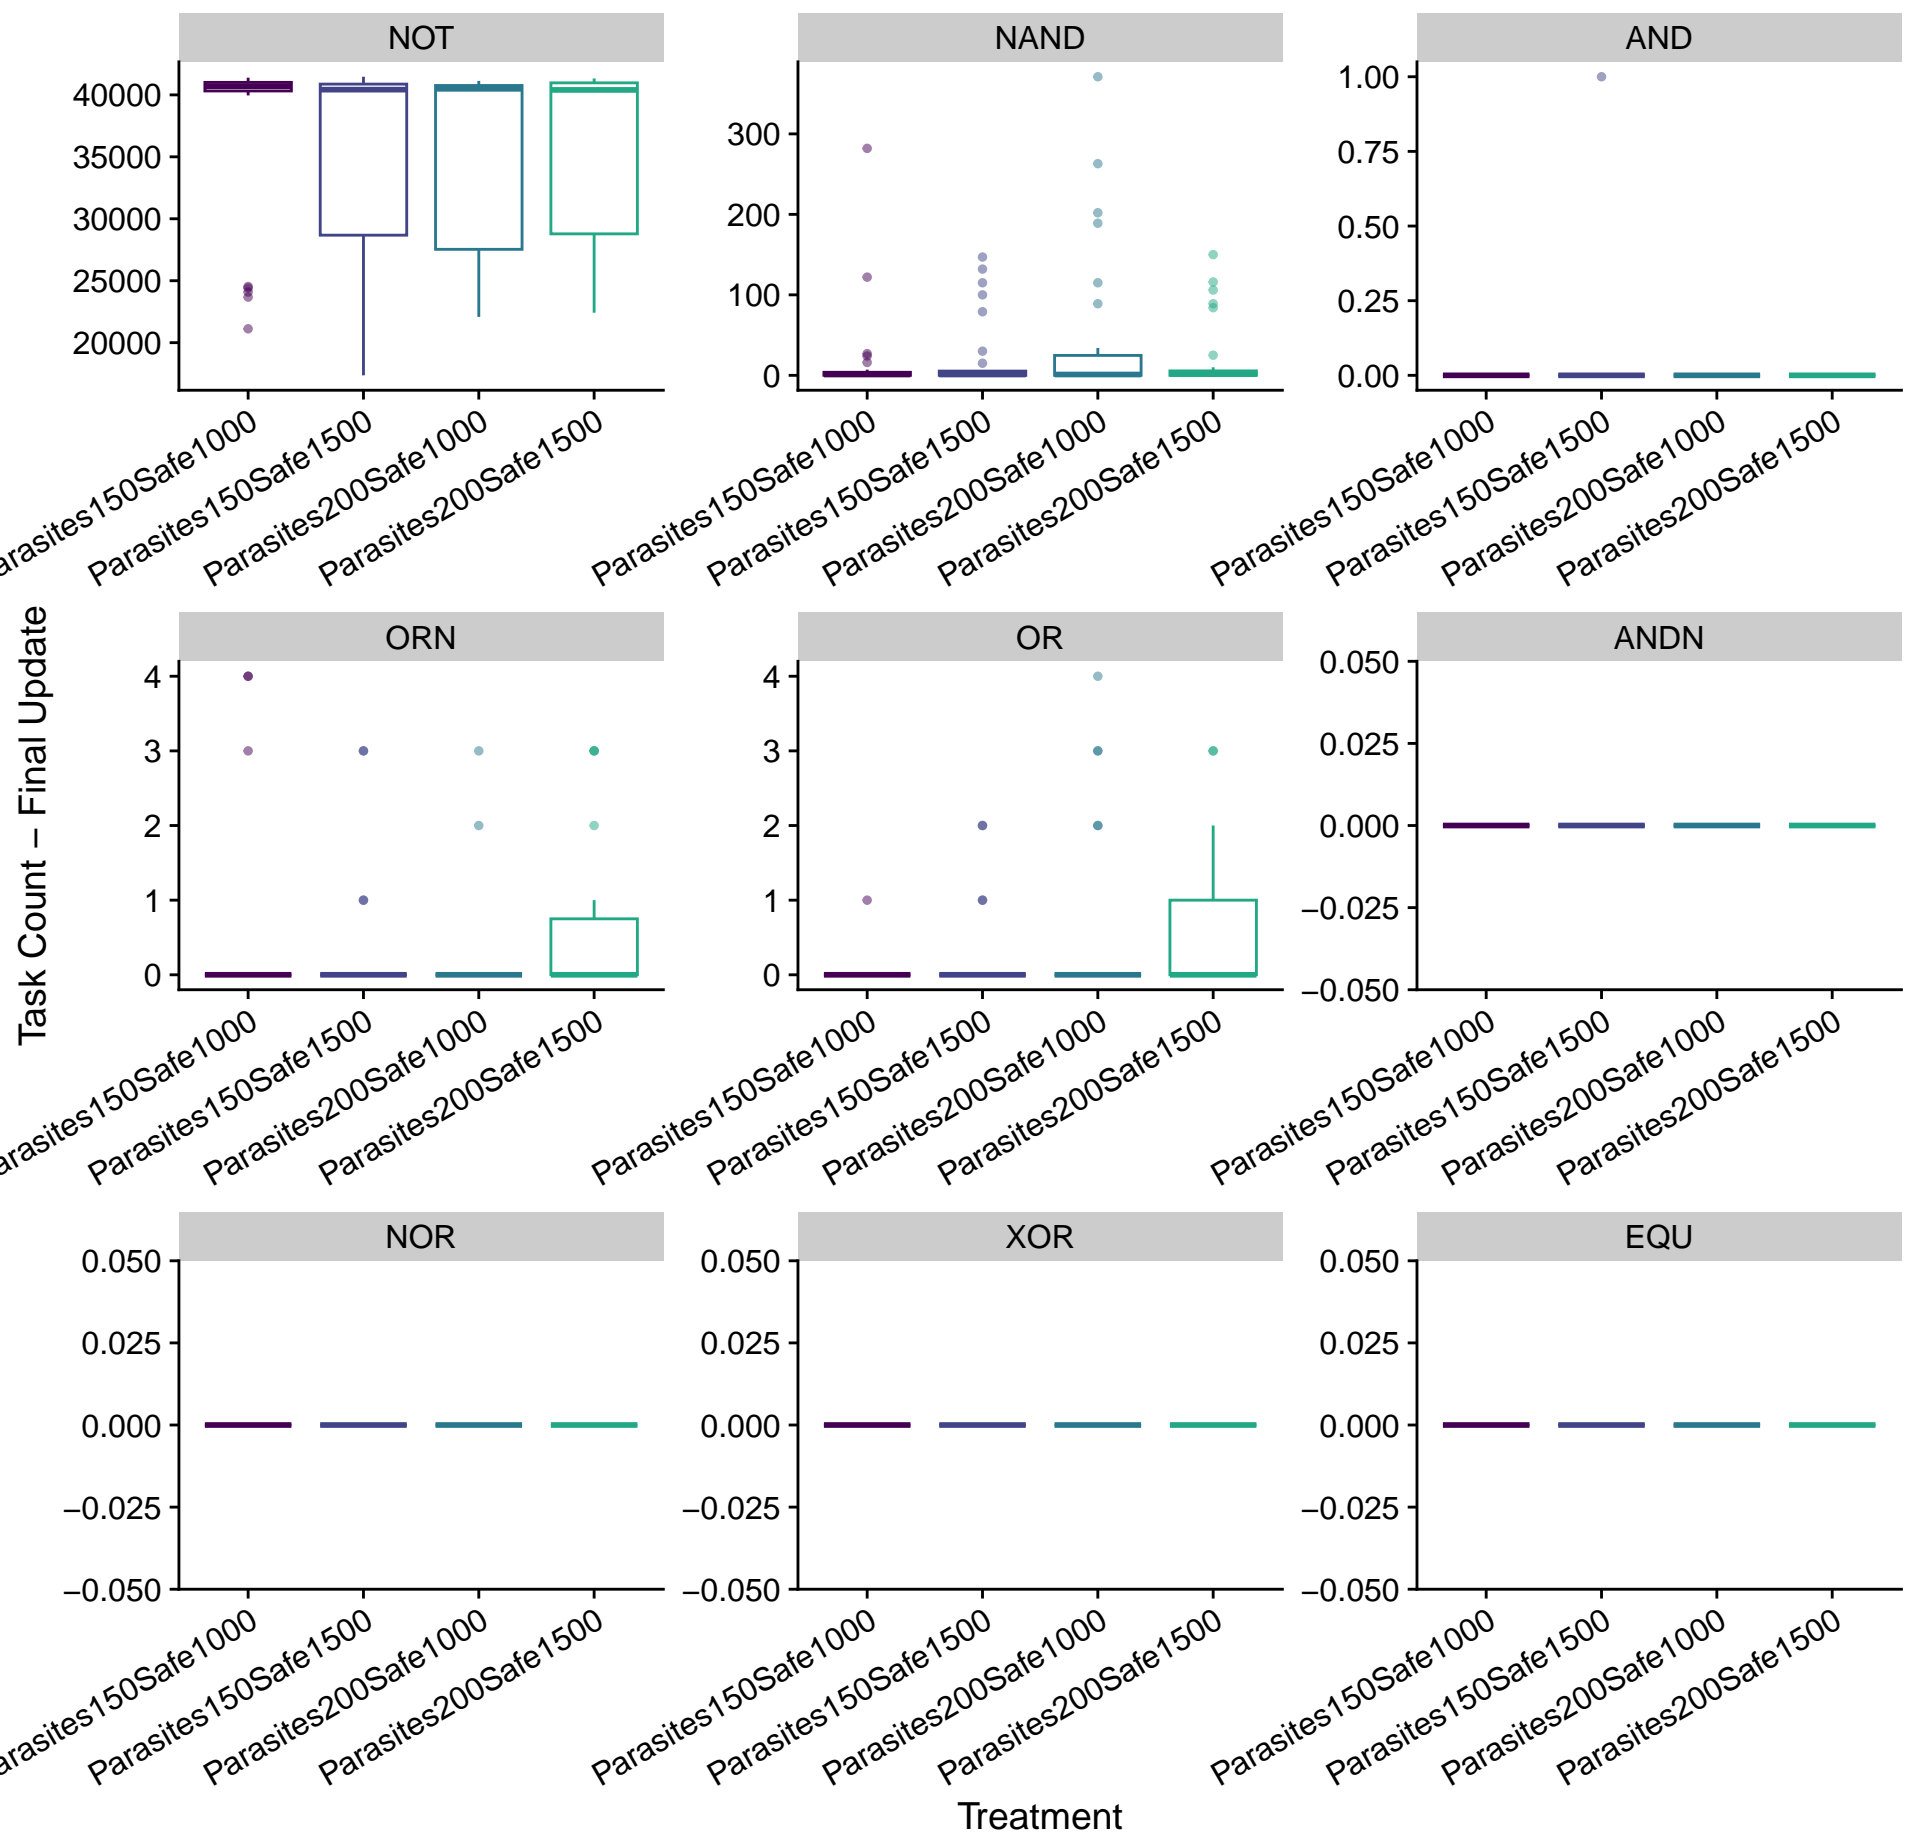 NOT
NAND
AND
40000
35000
30000
25000
20000
300
200
100
0
1.00
0.75
0.50
0.25
0.00
arasites150Safe1000
Parasites150Safe1500
Parasites200Safe1000
Parasites200Safe1500
Parasites150Safe1000
Parasites150Safe1500
Parasites200Safe1000
Parasites200Safe1500
Parasites150Safe1000
Parasites150Safe1500
Parasites200Safe1000
Parasites200Safe1500
Task Count – Final Update
ORN
OR
ANDN
4
3
2
1
0
4
3
2
1
0
0.050
0.025
0.000
−0.025
−0.050
arasites150Safe1000
Parasites150Safe1500
Parasites200Safe1000
Parasites200Safe1500
Parasites150Safe1000
Parasites150Safe1500
Parasites200Safe1000
Parasites200Safe1500
Parasites150Safe1000
Parasites150Safe1500
Parasites200Safe1000
Parasites200Safe1500
NOR
XOR
EQU
0.050
0.025
0.000
−0.025
−0.050
0.050
0.025
0.000
−0.025
−0.050
0.050
0.025
0.000
−0.025
−0.050
arasites150Safe1000
Parasites150Safe1500
Parasites200Safe1000
Parasites200Safe1500
Parasites150Safe1000
Parasites150Safe1500
Parasites200Safe1000
Parasites200Safe1500
Parasites150Safe1000
Parasites150Safe1500
Parasites200Safe1000
Parasites200Safe1500
Treatment